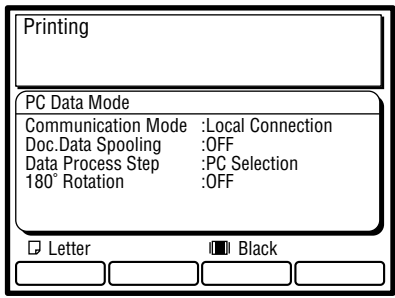 Printing
PC Data Mode
Communication Mode :Local Connection
Doc.Data Spooling :OFF
Data Process Step :PC Selection
180° Rotation :OFF
Letter Black